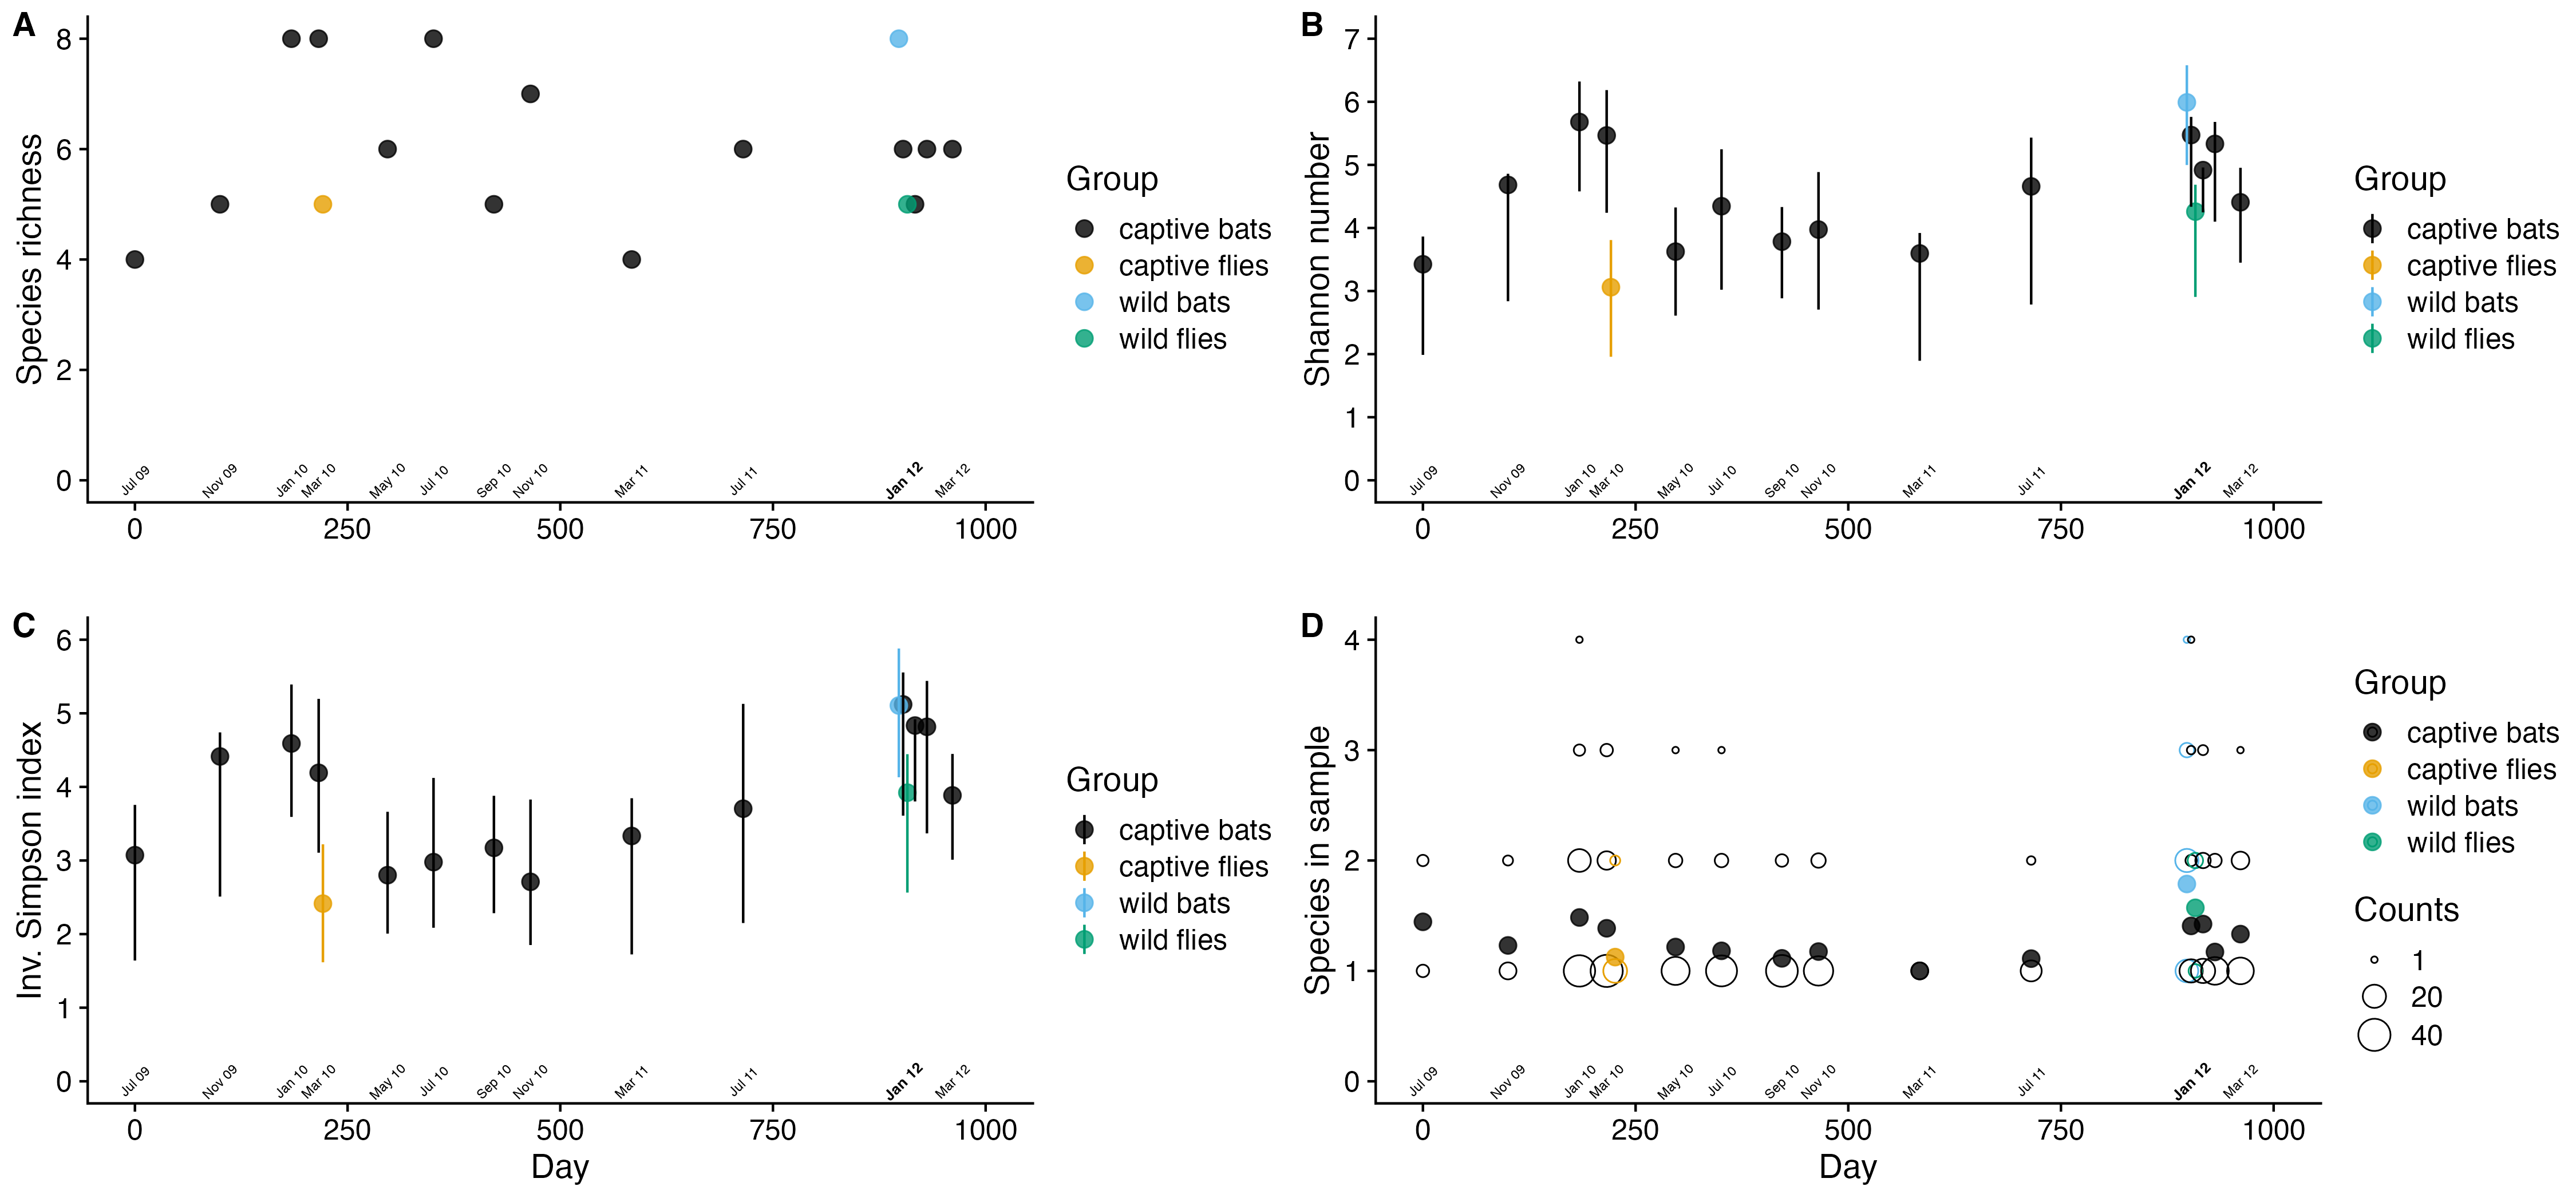 A
Species richness
8
6
4
2
0
Jul 09
Nov 09
Jan 10
Mar 10
May 10
Jul 10
Sep 10
Nov 10
Mar 11
Jul 11
Jan 12
Mar 12
0 250 500 750 1000
Group
captive bats
captive flies
wild bats
wild flies
B
Shannon number
7
6
5
4
3
2
1
0
Jul 09
Nov 09
Jan 10
Mar 10
May 10
Jul 10
Sep 10
Nov 10
Mar 11
Jul 11
Jan 12
Mar 12
0 250 500 750 1000
Group
captive bats
captive flies
wild bats
wild flies
C
Inv. Simpson index
6
5
4
3
2
1
0
Jul 09
Nov 09
Jan 10
Mar 10
May 10
Jul 10
Sep 10
Nov 10
Mar 11
Jul 11
Jan 12
Mar 12
0 250 500 750 1000
Day
Group
captive bats
captive flies
wild bats
wild flies
D
Species in sample
4
3
2
1
0
Jul 09
Nov 09
Jan 10
Mar 10
May 10
Jul 10
Sep 10
Nov 10
Mar 11
Jul 11
Jan 12
Mar 12
0 250 500 750 1000
Day
Group
captive bats
captive flies
wild bats
wild flies
Counts
1
20
40